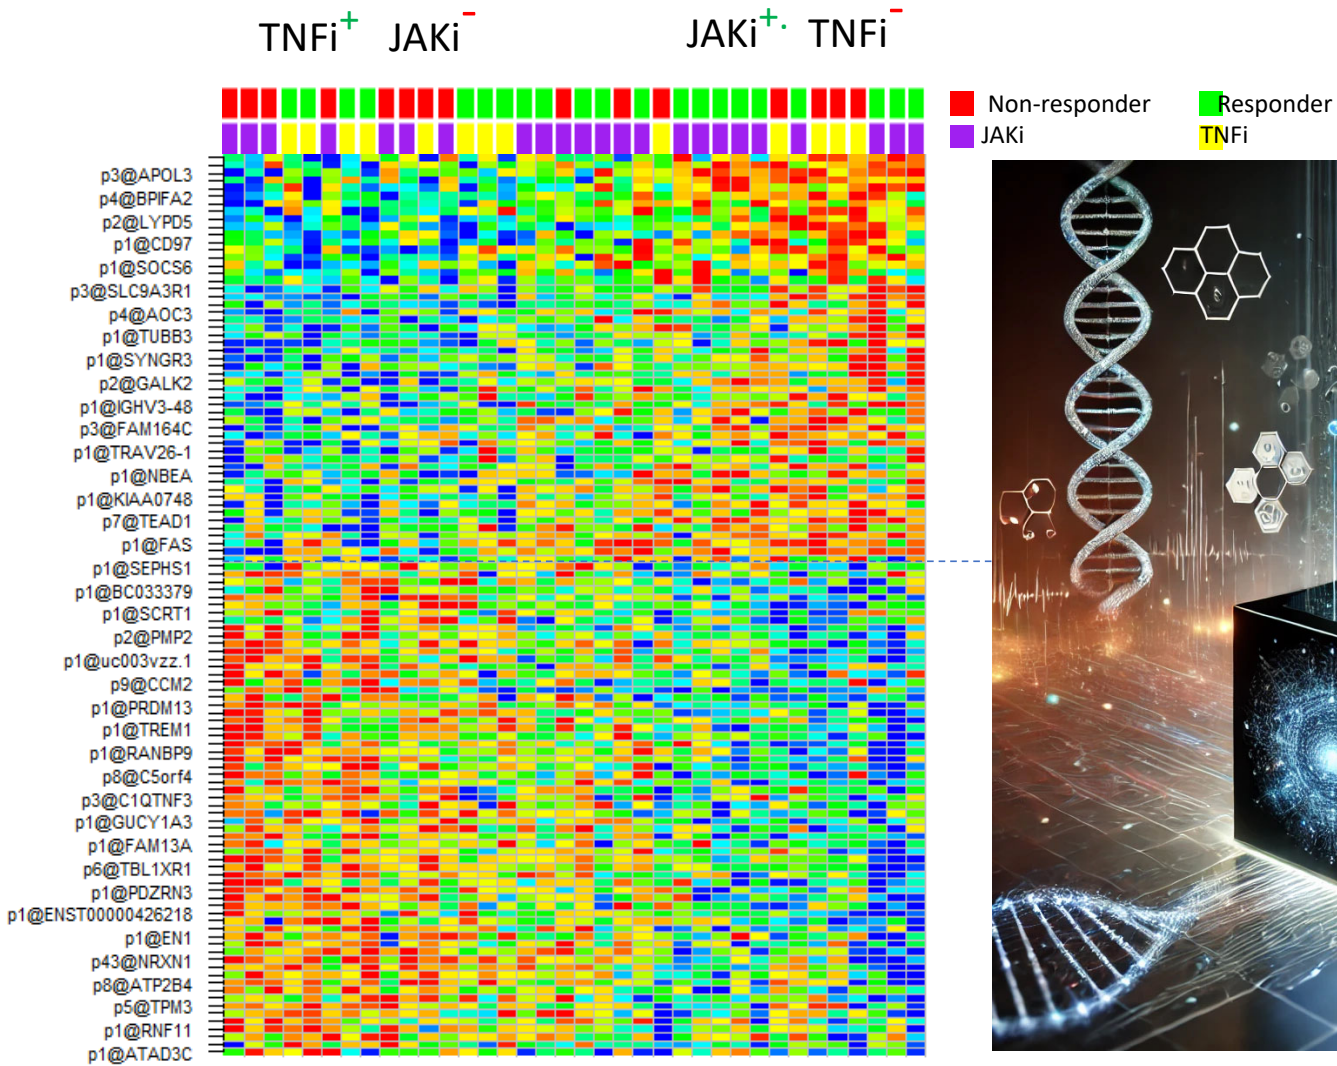 TNFi+ JAKi- JAKi+. TNFi-
Non-responder Responder
JAKi TNFi
p3@APOL3
p4@BPIFA2
p2@LYPD5
p1@CD97
p1@SOCS6
p3@SLC9A3R1
p4@AOC3
p1@TUBB3
p1@SYNGR3
p2@GALK2
p1@IGHV3-48
p3@FAM164C
p1@TRAV26-1
p1@NBEA
p1@KIAA0748
p7@TEAD1
p1@FAS
p1@SEPHS1
p1@BC033379
p1@SCRT1
p2@PMP2
p1@uc003vzz.1
p9@CCM2
p1@PRDM13
p1@TREM1
p1@RANBP9
p8@C5orf4
p3@C1QTNF3
p1@GUCY1A3
p1@FAM13A
p6@TBL1XR1
p1@PDZRN3
p1@ENST00000426218
p1@EN1
p43@NRXN1
p8@ATP2B4
p5@TPM3
p1@RNF11
p1@ATAD3C